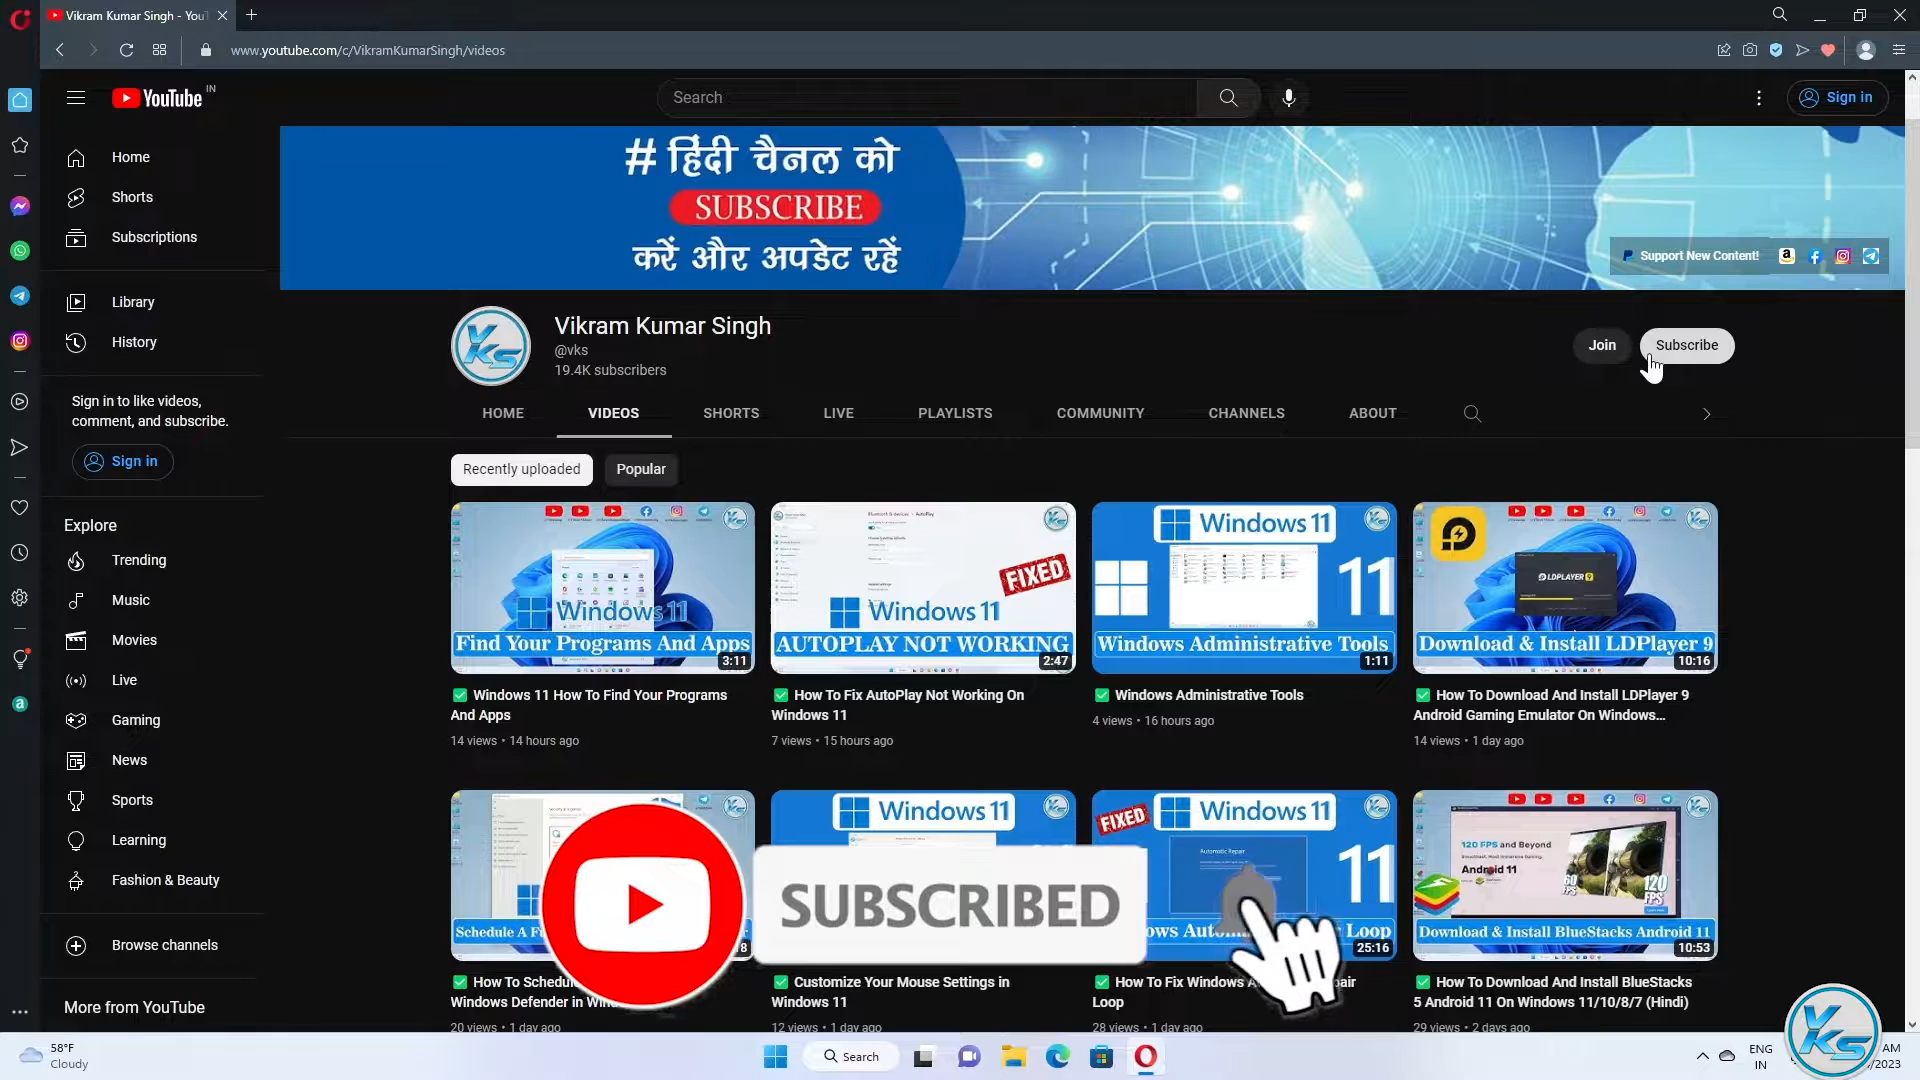 Vikram Kumar Singh - You
www.youtube.com/c/VikramKumarSingh/videos
YouTube IN
Search
Sign in
Home
Shorts
Subscriptions
Library
History
Sign in to like videos,
comment, and subscribe.
Sign in
Explore
Trending
Music
Movies
Live
Gaming
News
Sports
Learning
Fashion & Beauty
Browse channels
More from YouTube
# हिंदी चैनल को
SUBSCRIBE
करें और अपडेट रहें
Support New Content!
VKS
Vikram Kumar Singh
@vks
19.4K subscribers
Join
Subscribe
HOME
VIDEOS
SHORTS
LIVE
PLAYLISTS
COMMUNITY
CHANNELS
ABOUT
Recently uploaded
Popular
Windows 11
Find Your Programs And Apps
3:11
Bluetooth & devices > AutoPlay
FIXED
Windows 11
AUTOPLAY NOT WORKING
2:47
Windows 11
11
Windows Administrative Tools
1:11
LDPLAYER 9
Download & Install LDPlayer 9
10:16
✅ Windows 11 How To Find Your Programs
And Apps
14 views • 14 hours ago
✅ How To Fix AutoPlay Not Working On
Windows 11
7 views • 15 hours ago
✅ Windows Administrative Tools
4 views • 16 hours ago
✅ How To Download And Install LDPlayer 9
Android Gaming Emulator On Windows...
14 views • 1 day ago
Schedule A
Windows 11
SUBSCRIBED
FIXED
Windows 11
Automatic Repair
11
Loop
25:16
120 FPS and Beyond
Android 11
60
FPS
120
FPS
Download & Install BlueStacks Android 11
10:53
✅ How To
Windows Defender in
20 views • 1 day ago
✅ Customize Your Mouse Settings in
Windows 11
12 views • 1 day ago
✅ How To Fix Windows
Loop
28 views • 1 day ago
✅ How To Download And Install BlueStacks
5 Android 11 On Windows 11/10/8/7 (Hindi)
29 views • 2 days ago
58°F
Cloudy
Search
ENG
IN
AM
/2023
VKS